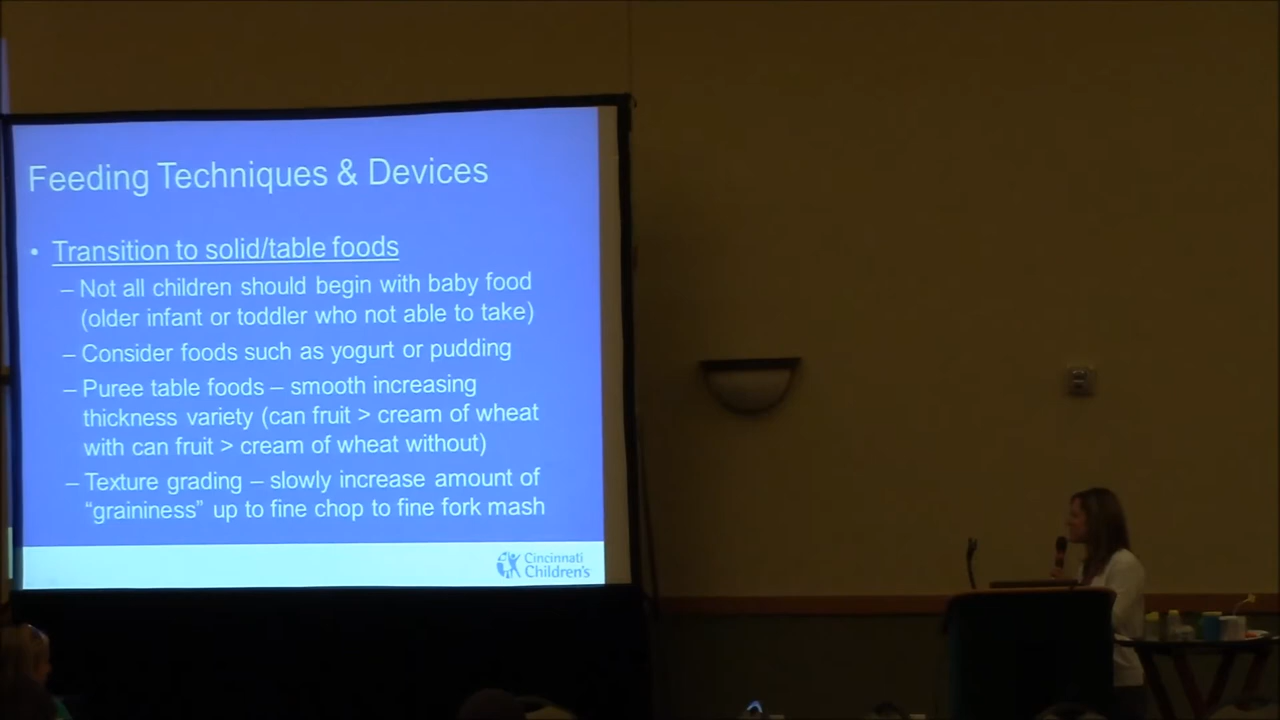 Feeding Techniques & Devices
• Transition to solid/table foods
– Not all children should begin with baby food
(older infant or toddler who not able to take)
– Consider foods such as yogurt or pudding
– Puree table foods – smooth increasing
thickness variety (can fruit > cream of wheat
with can fruit > cream of wheat without)
– Texture grading – slowly increase amount of
“graininess” up to fine chop to fine fork mash
Cincinnati
Children's